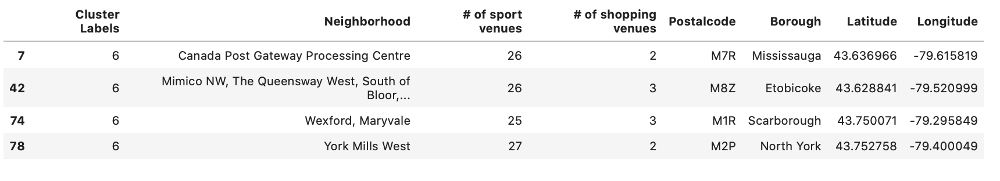 Cluster Labels Neighborhood # of sport venues # of shopping venues Postalcode Borough Latitude Longitude
7 6 Canada Post Gateway Processing Centre 26 2 M7R Mississauga 43.636966 -79.615819
42 6 Mimico NW, The Queensway West, South of Bloor,... 26 3 M8Z Etobicoke 43.628841 -79.520999
74 6 Wexford, Maryvale 25 3 M1R Scarborough 43.750071 -79.295849
78 6 York Mills West 27 2 M2P North York 43.752758 -79.400049